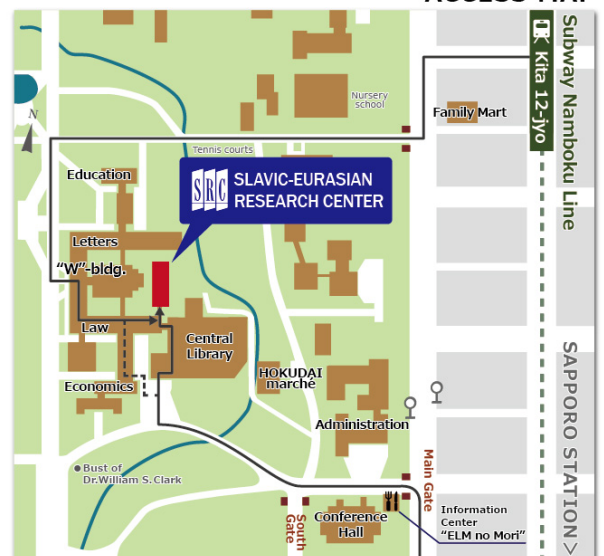 ACCESS MAP
Subway Namboku Line
Kita 12-jyo
Nursery
school
Family Mart
Tennis courts
N
Education
SRC
SLAVIC-EURASIAN
RESEARCH CENTER
Letters
"W"-bldg.
Law
Central
Library
HOKUDAI
marché
Economics
Administration
SAPPORO STATION >
Bust of
Dr.William S.Clark
Main Gate
South
Gate
Conference
Hall
Information
Center
"ELM no Mori"